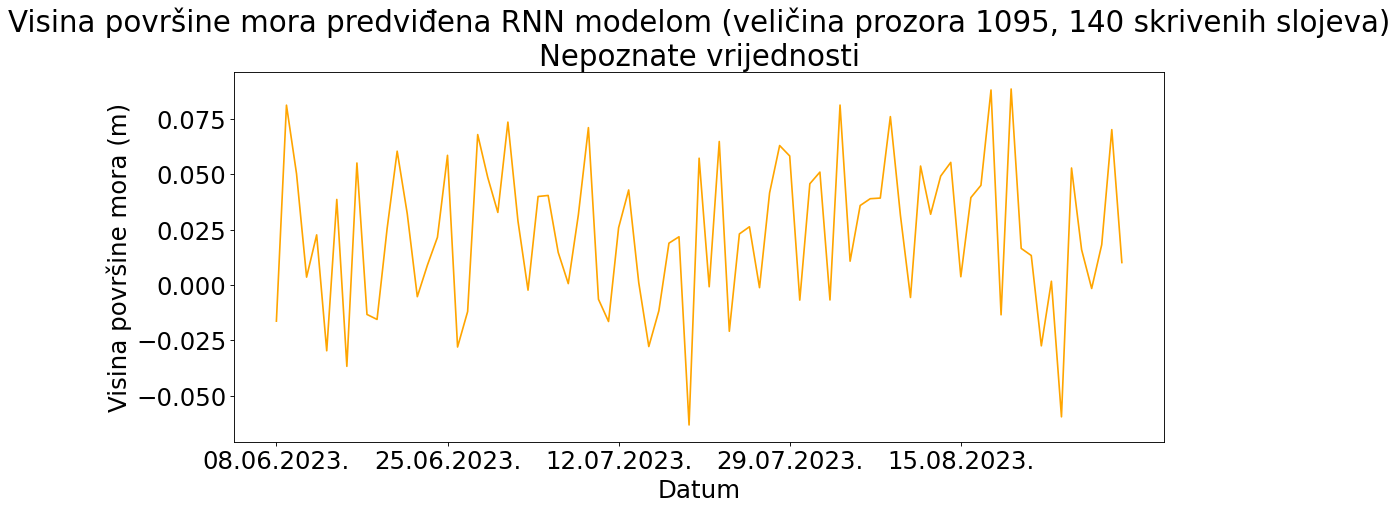 Visina površine mora predviđena RNN modelom (veličina prozora 1095, 140 skrivenih slojeva)
Nepoznate vrijednosti
Visina površine mora (m)
0.075
0.050
0.025
0.000
−0.025
−0.050
08.06.2023. 25.06.2023. 12.07.2023. 29.07.2023. 15.08.2023.
Datum